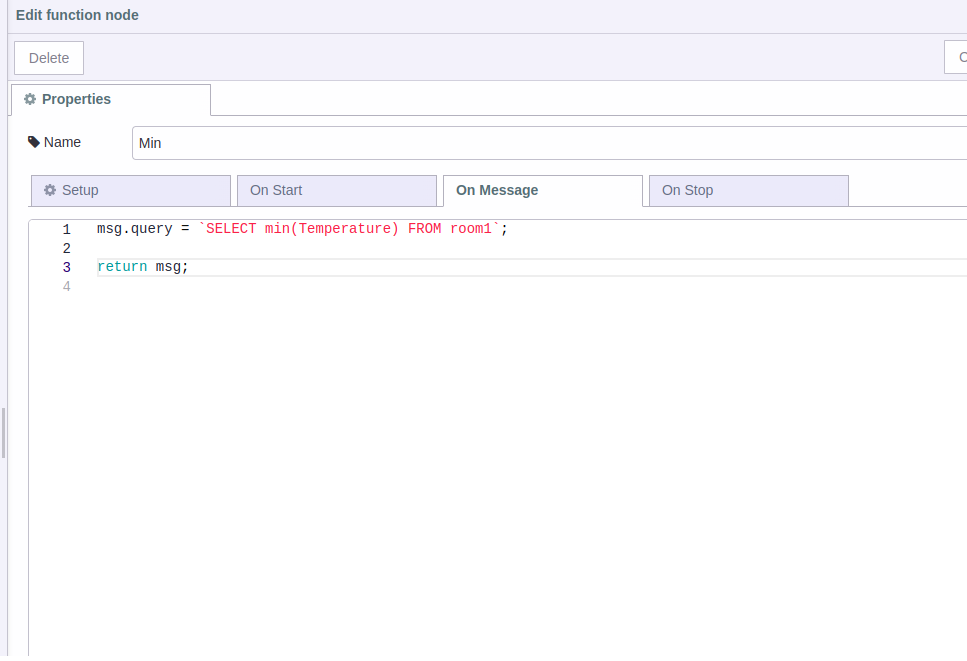 Edit function node
Delete
Properties
Name Min
Setup On Start On Message On Stop
1 msg.query = `SELECT min(Temperature) FROM room1`;
2
3 return msg;
4